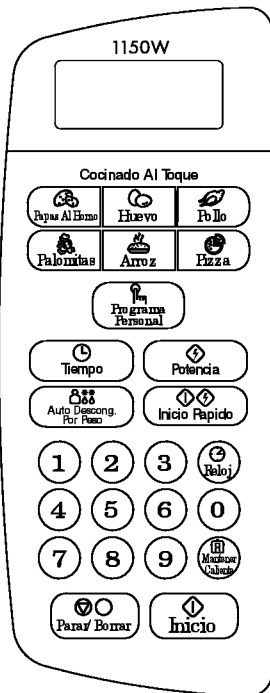 1150W
Cocinado Al Toque
Papas Al Horno Huevo Pollo
Palomitas Arroz Pizza
Programa
Personal
Tiempo Potencia
Auto Descong.
Por Peso
Inicio Rapido
1 2 3 Reloj
4 5 6 0
7 8 9 Mantener
Caliente
Parar/ Borrar Inicio